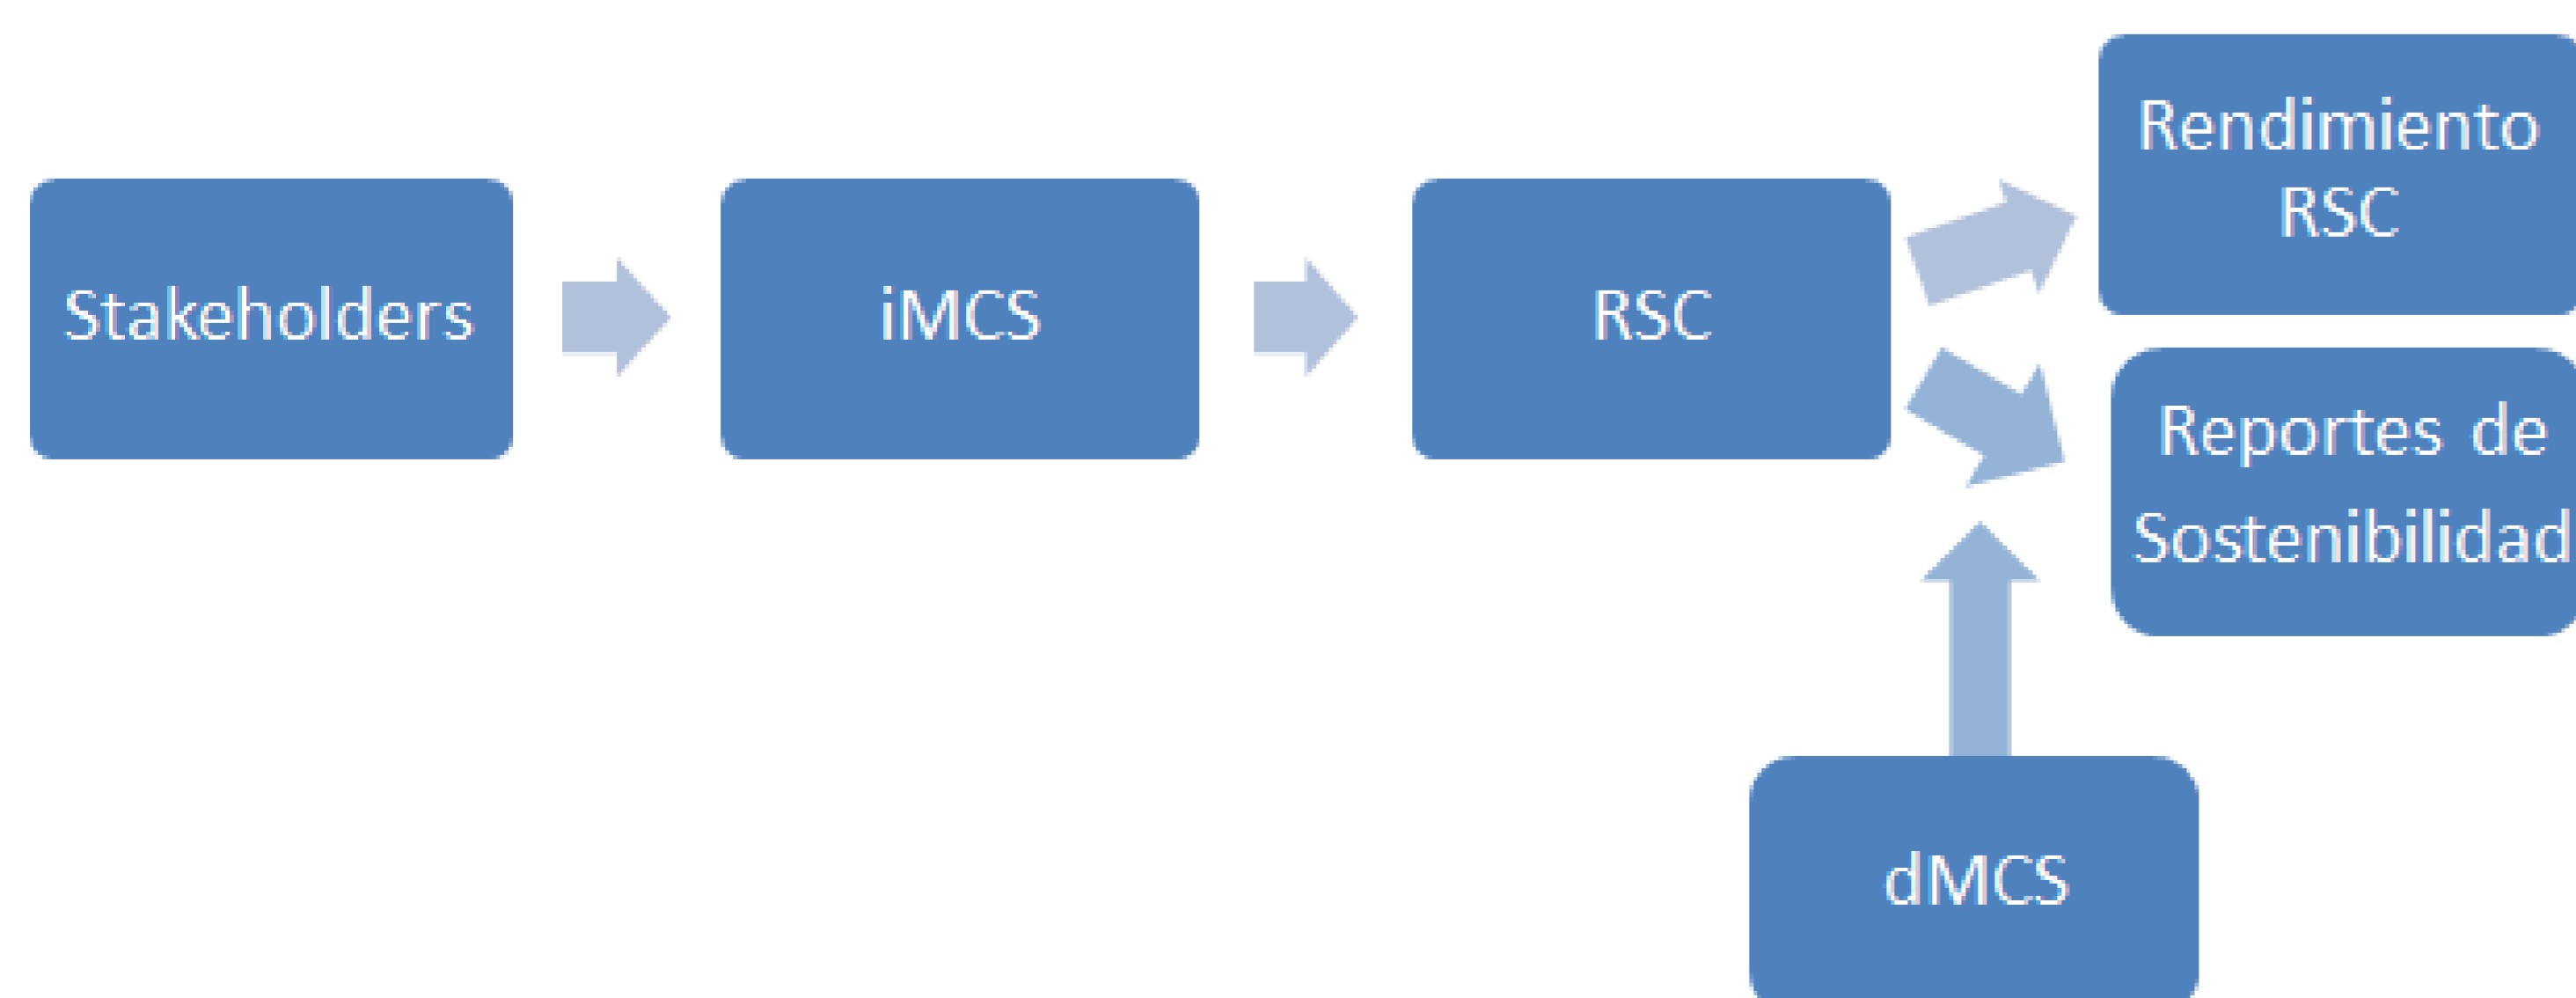 Stakeholders
iMCS
RSC
Rendimiento
RSC
Reportes de
Sostenibilidad
dMCS